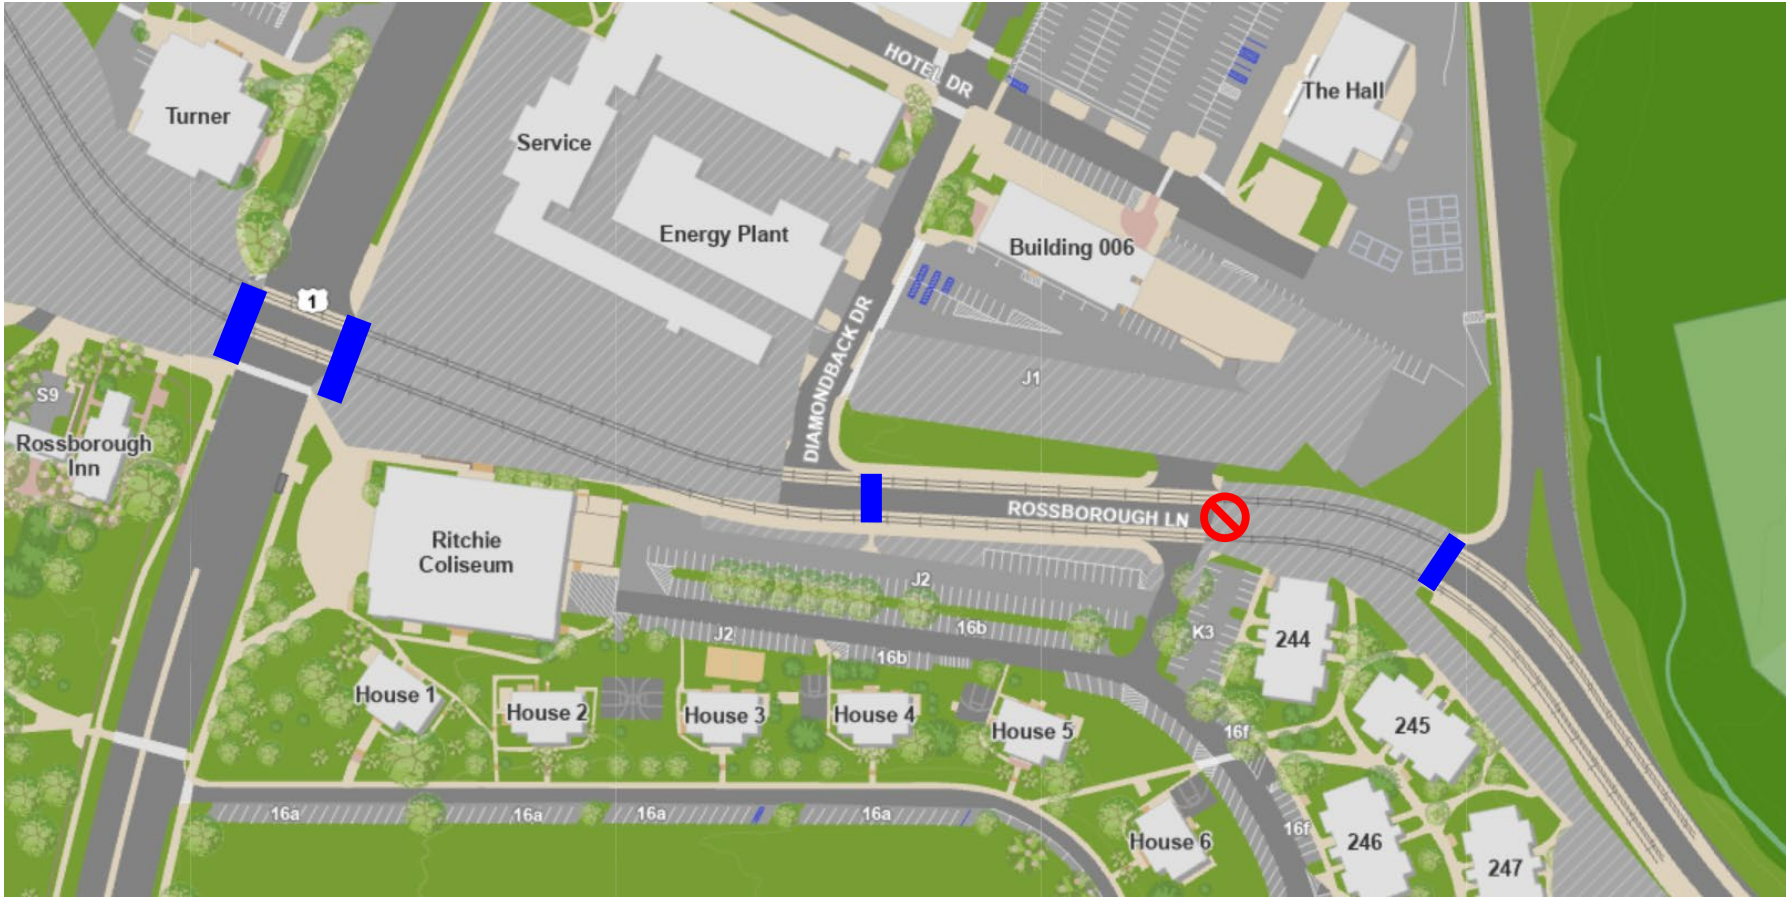 HOTEL DR
The Hall
Turner
Service
Energy Plant
Building 006
1
DIAMONDBACK DR
J1
S9
Rossborough
Inn
ROSSBOROUGH LN
Ritchie
Coliseum
J2
16b
J2
16b
K3
244
House 1
House 2
House 3
House 4
House 5
245
16f
16a
16a
16a
16a
16f
House 6
246
247